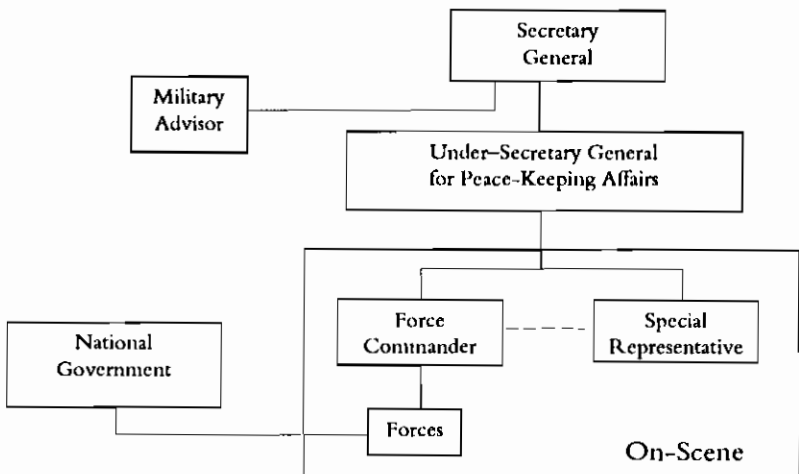 Secretary
General
Military
Advisor
Under-Secretary General
for Peace-Keeping Affairs
Force
Commander
Special
Representative
National
Government
Forces
On-Scene